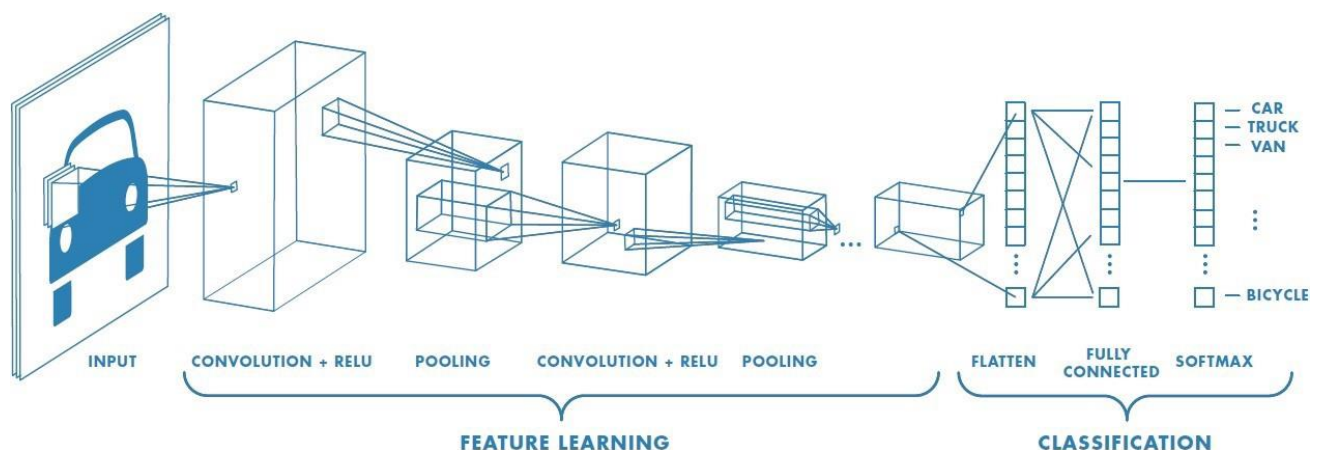 CAR
TRUCK
VAN
BICYCLE
INPUT
CONVOLUTION + RELU
POOLING
CONVOLUTION + RELU
POOLING
FLATTEN
FULLY
CONNECTED
SOFTMAX
FEATURE LEARNING
CLASSIFICATION